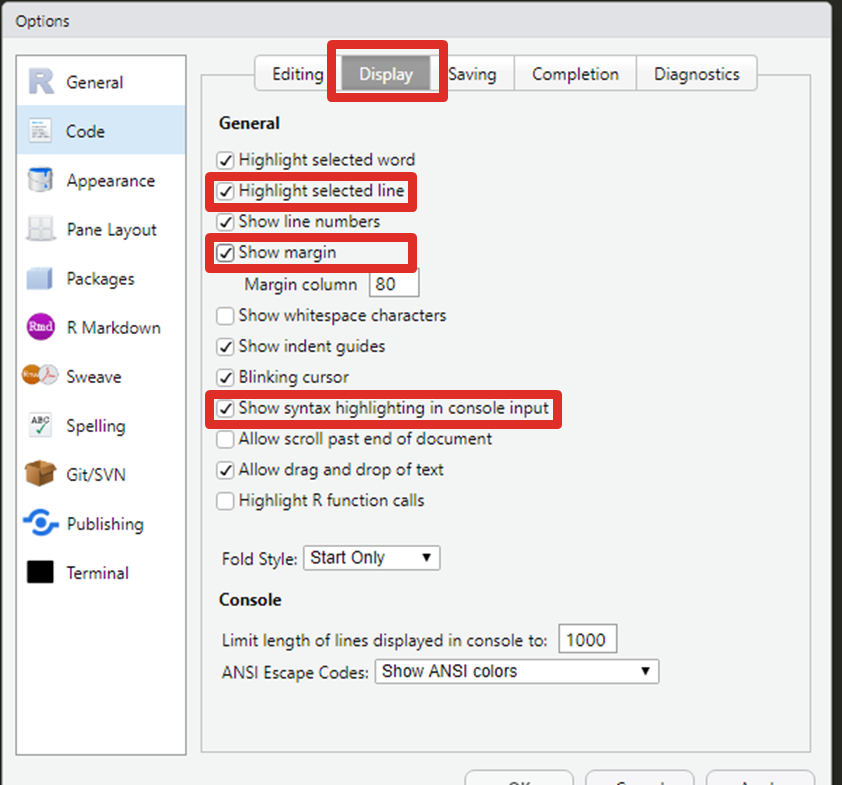 Options
General
Code
Appearance
Pane Layout
Packages
Rmd R Markdown
Sweave
ABC Spelling
Git/SVN
Publishing
Terminal
Editing Display Saving Completion Diagnostics
General
Highlight selected word
Highlight selected line
Show line numbers
Show margin
Margin column 80
Show whitespace characters
Show indent guides
Blinking cursor
Show syntax highlighting in console input
Allow scroll past end of document
Allow drag and drop of text
Highlight R function calls
Fold Style: Start Only
Console
Limit length of lines displayed in console to: 1000
ANSI Escape Codes: Show ANSI colors